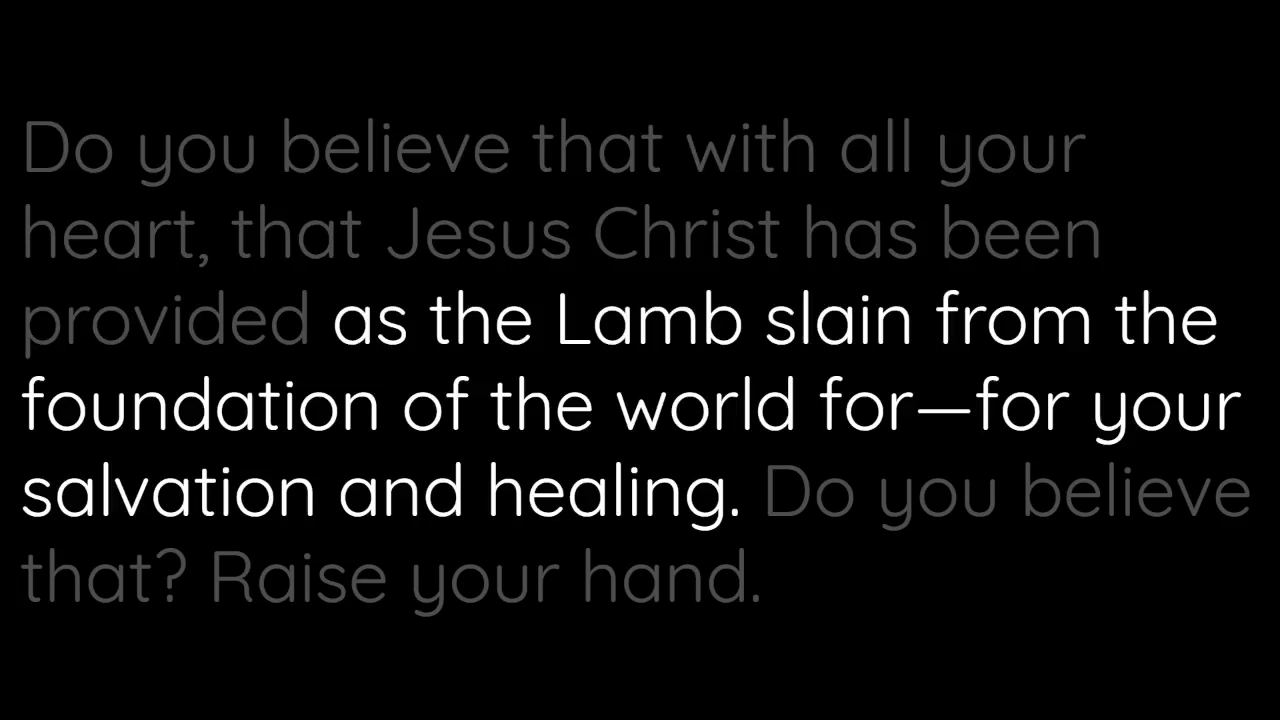 Do you believe that with all your
heart, that Jesus Christ has been
provided as the Lamb slain from the
foundation of the world for—for your
salvation and healing. Do you believe
that? Raise your hand.